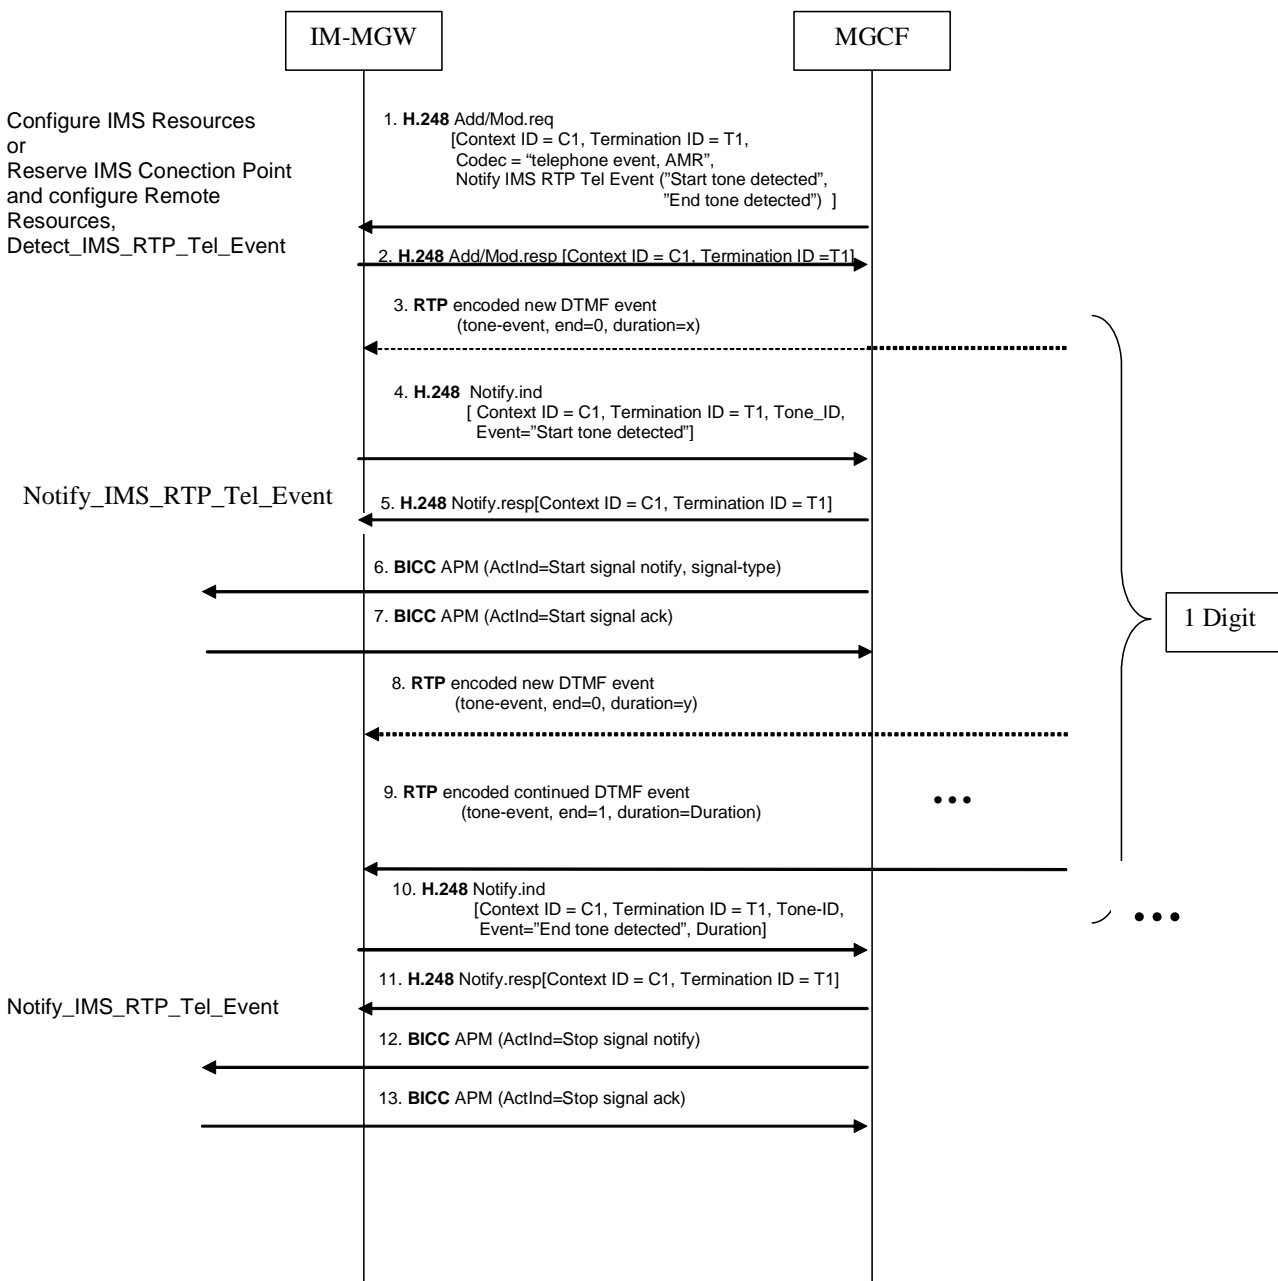 IM-MGW
MGCF
Configure IMS Resources
or
Reserve IMS Conection Point
and configure Remote
Resources,
Detect_IMS_RTP_Tel_Event
1. H.248 Add/Mod.req
[Context ID = C1, Termination ID = T1,
Codec = “telephone event, AMR”,
Notify IMS RTP Tel Event (”Start tone detected”,
”End tone detected”) ]
2. H.248 Add/Mod.resp [Context ID = C1, Termination ID =T1]
3. RTP encoded new DTMF event
(tone-event, end=0, duration=x)
4. H.248 Notify.ind
[ Context ID = C1, Termination ID = T1, Tone_ID,
Event=”Start tone detected”]
Notify_IMS_RTP_Tel_Event
5. H.248 Notify.resp[Context ID = C1, Termination ID = T1]
6. BICC APM (ActInd=Start signal notify, signal-type)
7. BICC APM (ActInd=Start signal ack)
1 Digit
8. RTP encoded new DTMF event
(tone-event, end=0, duration=y)
9. RTP encoded continued DTMF event
(tone-event, end=1, duration=Duration)
...
10. H.248 Notify.ind
[Context ID = C1, Termination ID = T1, Tone-ID,
Event=”End tone detected”, Duration]
...
11. H.248 Notify.resp[Context ID = C1, Termination ID = T1]
Notify_IMS_RTP_Tel_Event
12. BICC APM (ActInd=Stop signal notify)
13. BICC APM (ActInd=Stop signal ack)